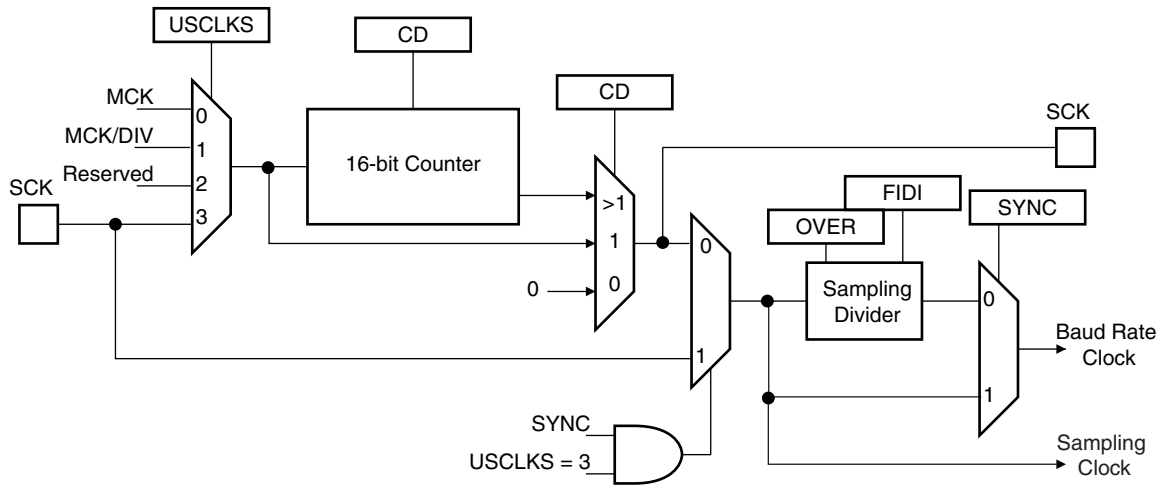 USCLKS
CD
CD
SCK
MCK
0
MCK/DIV
1
16-bit Counter
Reserved
2
SCK
3
>1
FIDI
SYNC
OVER
1
0
0
0
Sampling
Divider
0
Baud Rate
Clock
1
1
SYNC
USCLKS = 3
Sampling
Clock